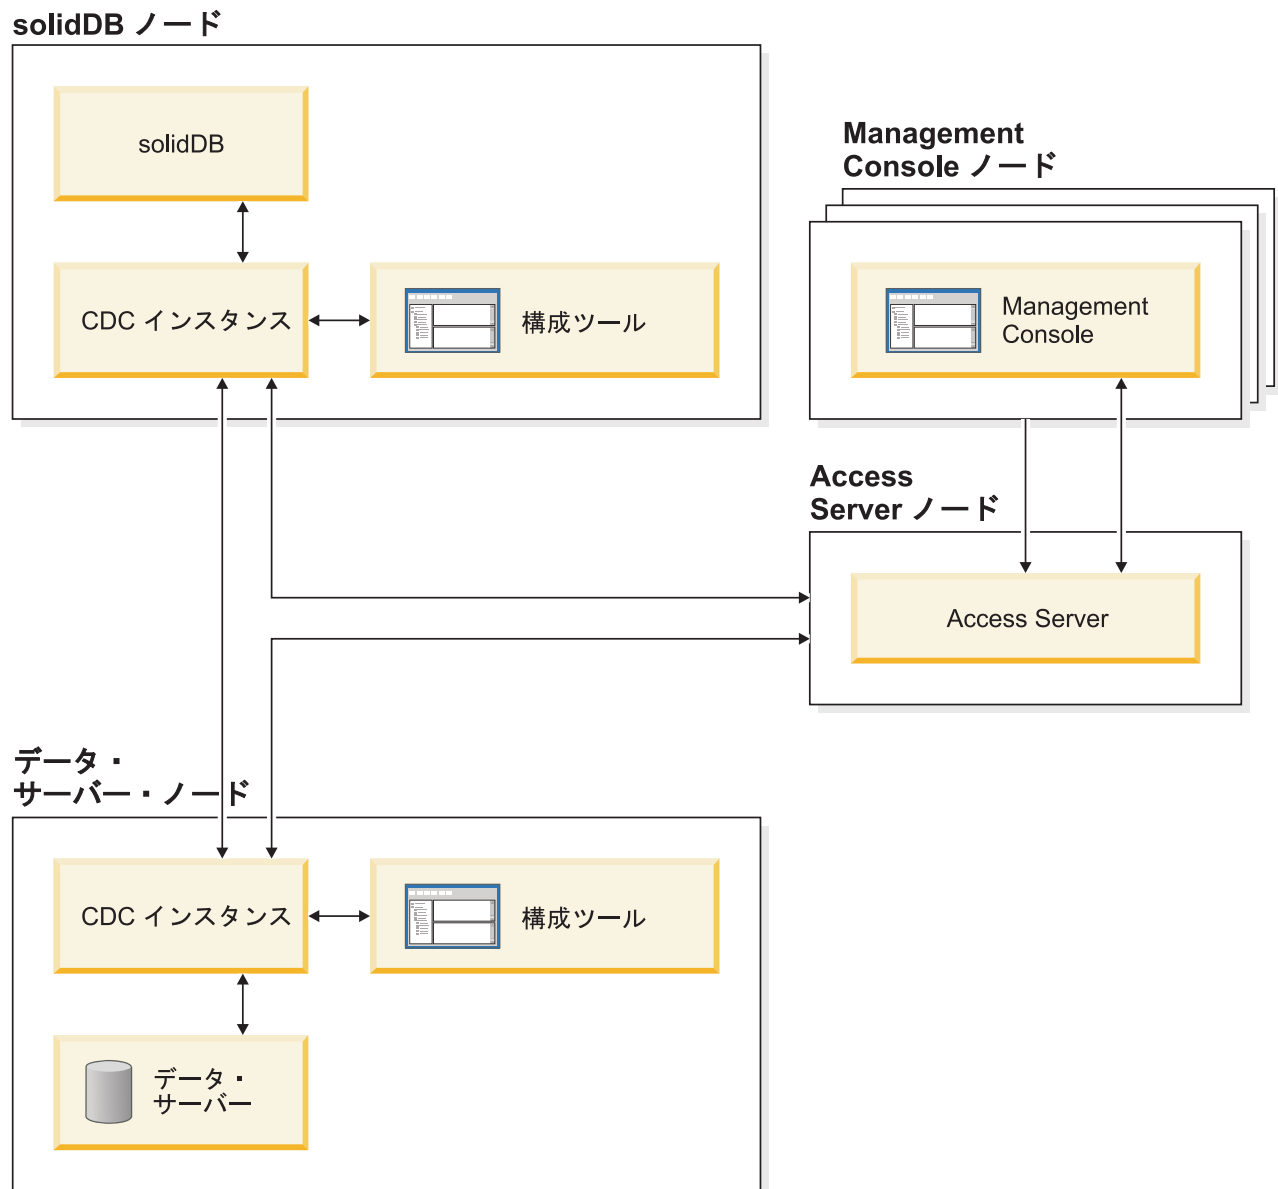 solidDB ノード
solidDB
CDC インスタンス
構成ツール
Management
Console ノード
Management
Console
Access
Server ノード
Access Server
データ・
サーバー・ノード
CDC インスタンス
構成ツール
データ・
サーバー